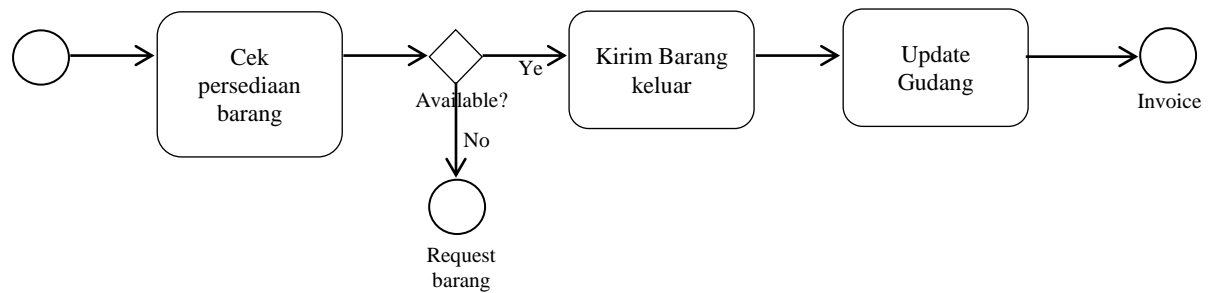 Cek
persediaan
barang
Available?
Ye
No
Request
barang
Kirim Barang
keluar
Update
Gudang
Invoice